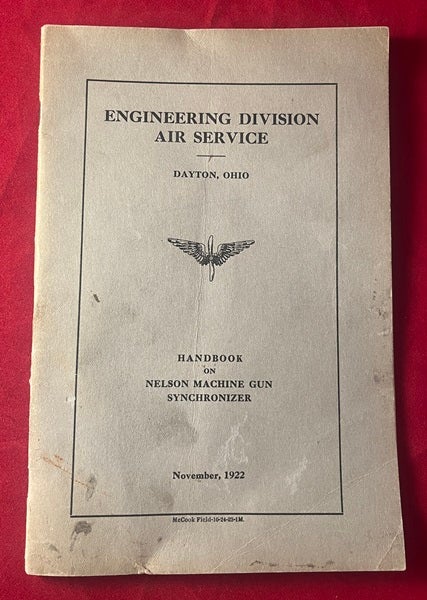 ENGINEERING DIVISION
AIR SERVICE
DAYTON, OHIO
HANDBOOK
ON
NELSON MACHINE GUN
SYNCHRONIZER
November, 1922
McCook Field-10-24-22-1M.